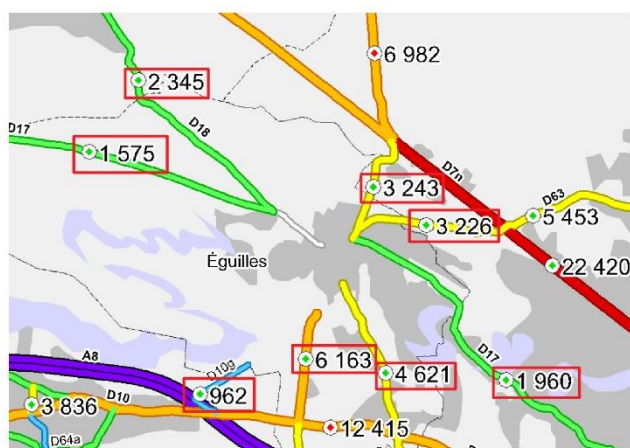 6 982
2 345
D18
D17
1 575
D7n
3 243
D63
5 453
3 226
Éguilles
22 420
A8
D10g
6 163
4 621
D17
1 960
962
D10
3 836
12 415
D64a